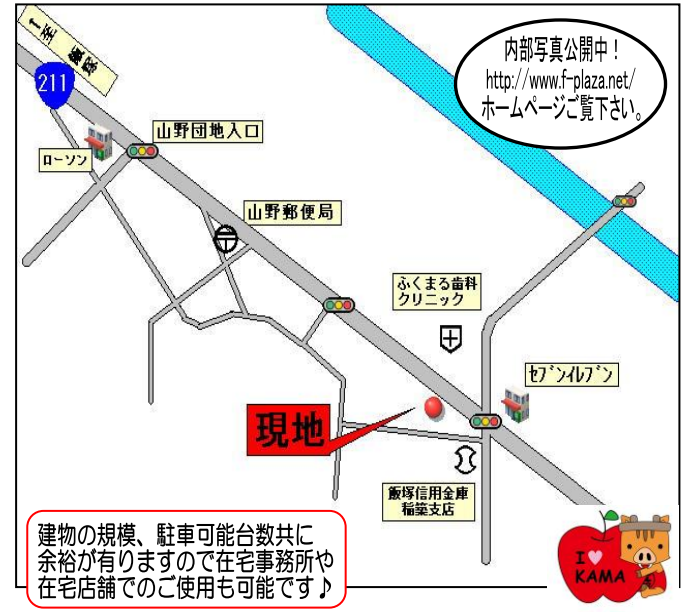 ↑至 飯塚
211
内部写真公開中！
http://www.f-plaza.net/
ホームページご覧下さい。
山野団地入口
ローソン
山野郵便局
ふくまる歯科
クリニック
ｾﾌﾞﾝｲﾚﾌﾞﾝ
現地
飯塚信用金庫
稲築支店
建物の規模、駐車可能台数共に
余裕が有りますので在宅事務所や
在宅店舗でのご使用も可能です♪
I♥
KAMA